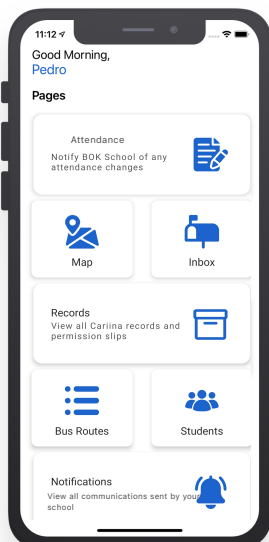 11:12
Good Morning,
Pedro
Pages
Attendance
Notify BOK School of any
attendance changes
Map
Inbox
Records
View all Cariina records and
permission slips
Bus Routes
Students
Notifications
View all communications sent by your
school